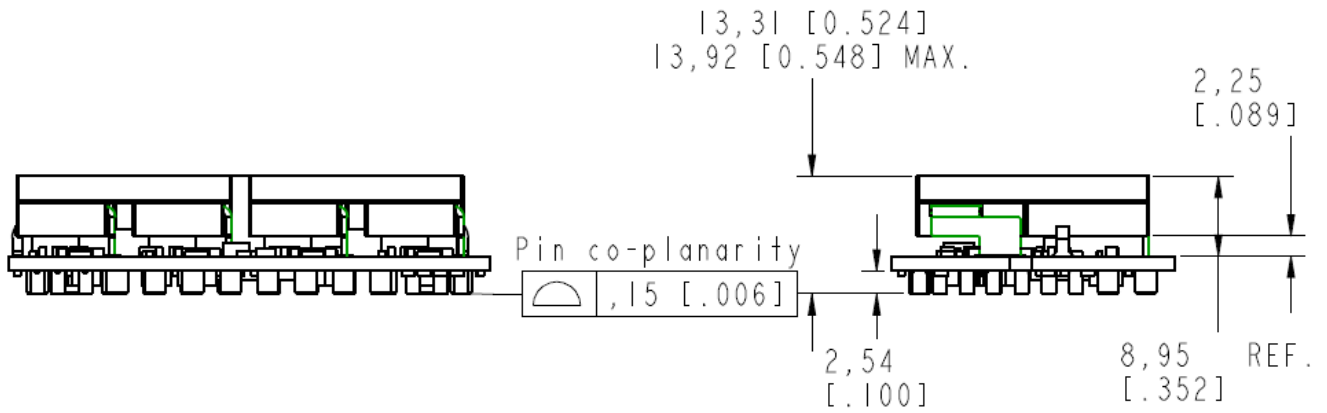 13,31 [0.524]
13,92 [0.548] MAX.
2,25
[.089]
Pin co-planarity
,15 [.006]
2,54
[.100]
8,95 REF.
[.352]